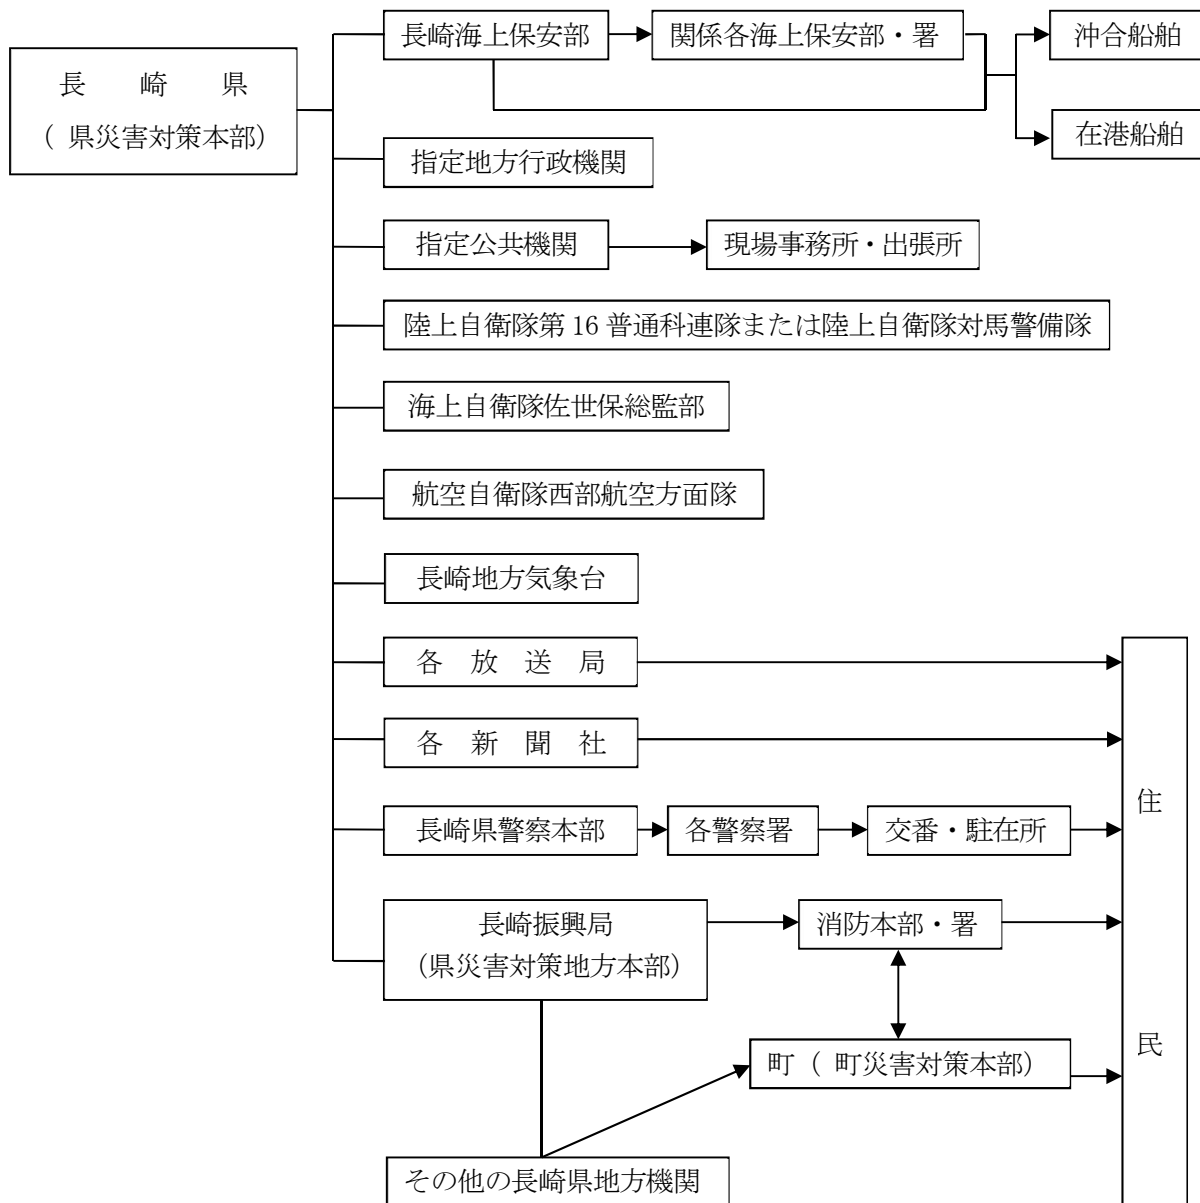 長崎海上保安部
関係各海上保安部・署
沖合船舶
長　崎　県
（ 県災害対策本部）
在港船舶
指定地方行政機関
指定公共機関
現場事務所・出張所
陸上自衛隊第 16 普通科連隊または陸上自衛隊対馬警備隊
海上自衛隊佐世保総監部
航空自衛隊西部航空方面隊
長崎地方気象台
各　放　送　局
各　新　聞　社
長崎県警察本部
各警察署
交番・駐在所
長崎振興局
（県災害対策地方本部）
消防本部・署
町（ 町災害対策本部）
その他の長崎県地方機関
住民